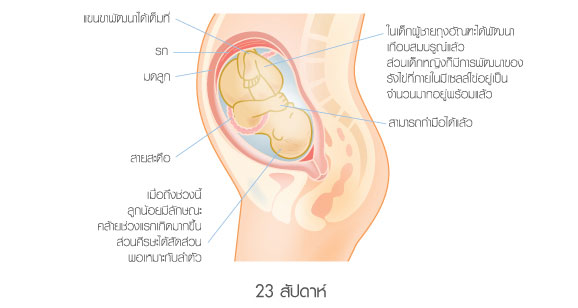 แขนขาพัฒนาได้เต็มที่
รก
มดลูก
สายสะดือ
เมื่อถึงช่วงนี้
ลูกน้อยมีลักษณะ
คล้ายช่วงแรกเกิดมากขึ้น
ส่วนศีรษะได้สัดส่วน
พอเหมาะกับลำตัว
ในเด็กผู้ชายถุงอัณฑะได้พัฒนา
เกือบสมบรูณ์แล้ว
ส่วนเด็กหญิงก็มีการพัฒนาของ
รังไข่ที่ภายในมีเซลล์ไข่อยู่เป็น
จำนวนมากอยู่พร้อมแล้ว
สามารถกำมือได้แล้ว
23 สัปดาห์